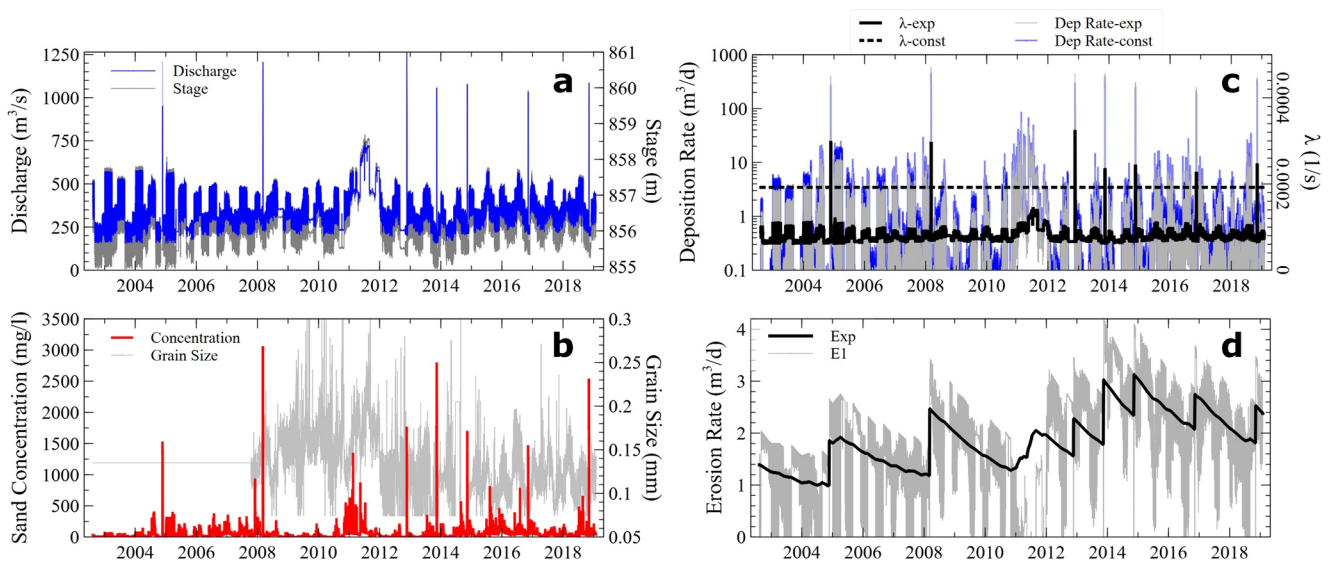 λ-exp
Dep Rate-exp
λ-const
Dep Rate-const
1250
1000
750
500
250
0
Discharge (m³/s)
Discharge
Stage
a
861
860
859
858
857
856
855
Stage (m)
2004 2006 2008 2010 2012 2014 2016 2018
1000
100
10
1
0.1
Deposition Rate (m³/d)
c
0.00004
0.00002
0
λ (1/s)
2004 2006 2008 2010 2012 2014 2016 2018
3500
3000
2500
2000
1500
1000
500
0
Sand Concentration (mg/l)
Concentration
Grain Size
b
0.3
0.25
0.2
0.15
0.1
0.05
Grain Size (mm)
2004 2006 2008 2010 2012 2014 2016 2018
4
3
2
1
0
Erosion Rate (m³/d)
Exp
E1
d
2004 2006 2008 2010 2012 2014 2016 2018